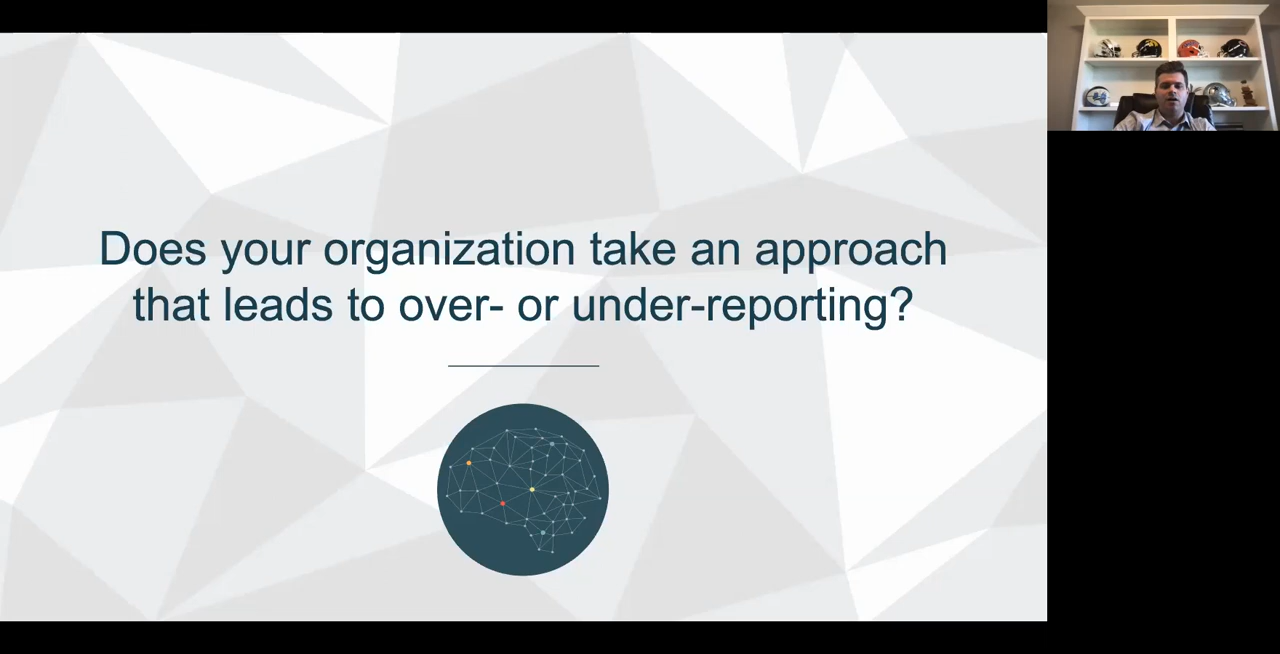 Does your organization take an approach
that leads to over- or under-reporting?